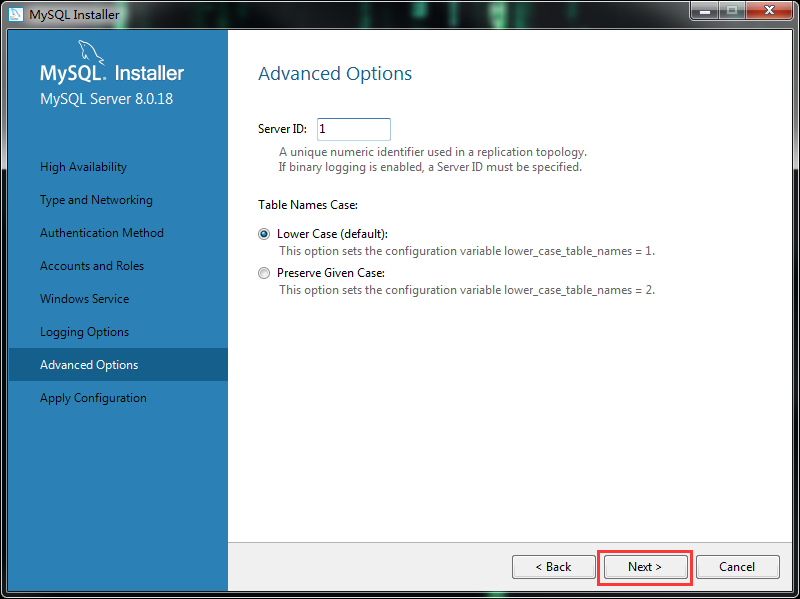 MySQL Installer
MySQL. Installer
MySQL Server 8.0.18
High Availability
Type and Networking
Authentication Method
Accounts and Roles
Windows Service
Logging Options
Advanced Options
Apply Configuration
Advanced Options
Server ID: 1
A unique numeric identifier used in a replication topology.
If binary logging is enabled, a Server ID must be specified.
Table Names Case:
Lower Case (default):
This option sets the configuration variable lower_case_table_names = 1.
Preserve Given Case:
This option sets the configuration variable lower_case_table_names = 2.
< Back Next > Cancel